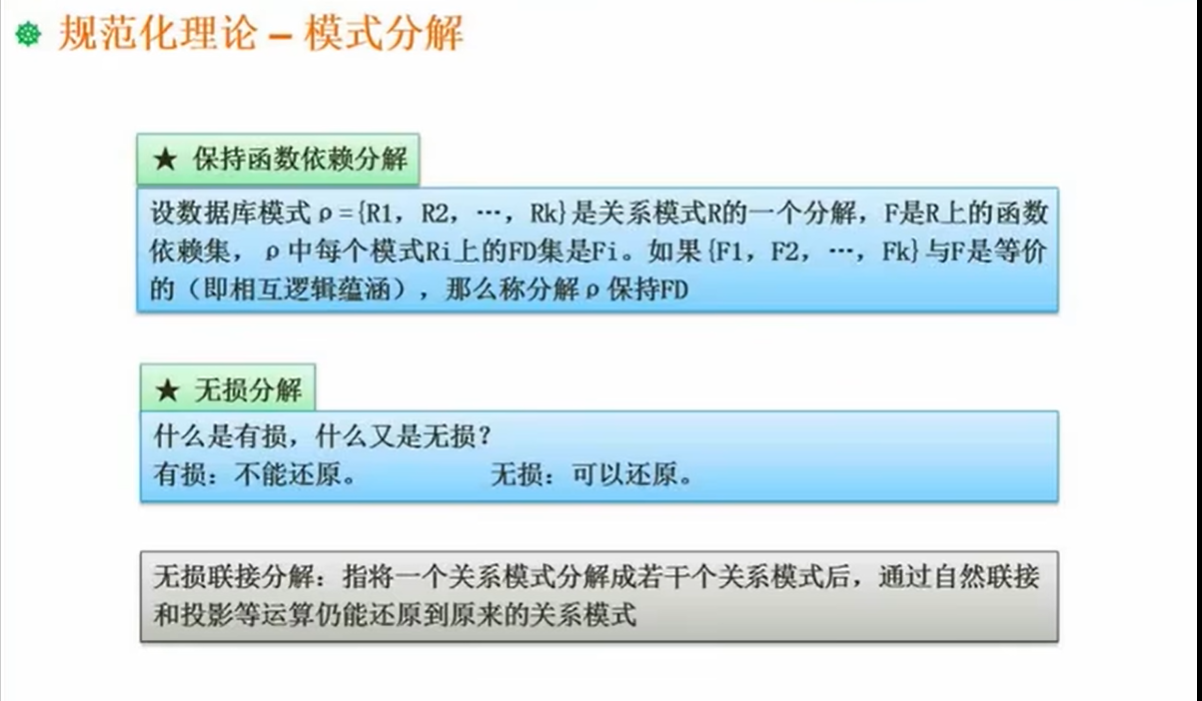 规范化理论 – 模式分解
★ 保持函数依赖分解
设数据库模式ρ={R1，R2，…，Rk}是关系模式R的一个分解，F是R上的函数
依赖集，ρ中每个模式Ri上的FD集是Fi。如果{F1，F2，…，Fk}与F是等价
的（即相互逻辑蕴涵），那么称分解ρ保持FD
★ 无损分解
什么是有损，什么又是无损？
有损：不能还原。 无损：可以还原。
无损联接分解：指将一个关系模式分解成若干个关系模式后，通过自然联接
和投影等运算仍能还原到原来的关系模式